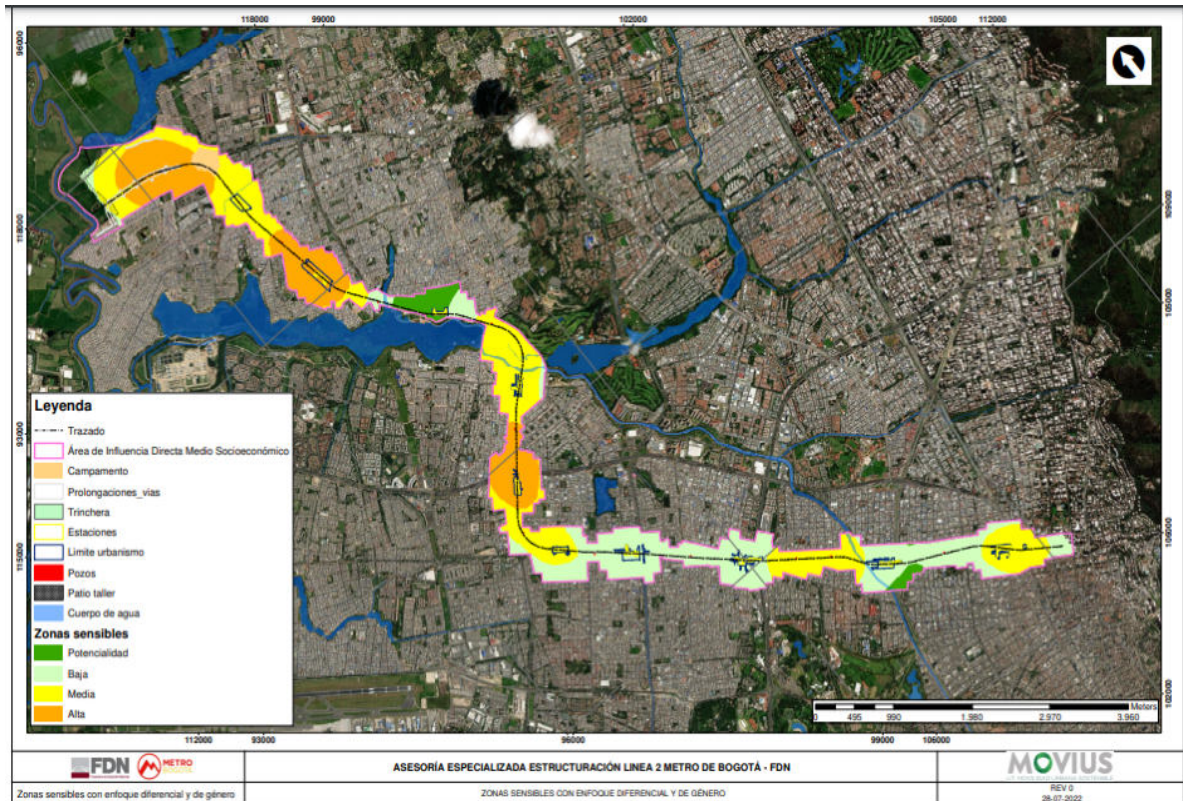 118000 99000 102000 105000 112000
96000
109000
118000
105000
Leyenda
Trazado
Área de Influencia Directa Medio Socioeconómico
Campamento
Prolongaciones_vias
Trinchera
Estaciones
Limite urbanismo
Pozos
Patio taller
Cuerpo de agua
Zonas sensibles
Potencialidad
Baja
Media
Alta
93000
115000
106000
102000
Meters
0 495 990 1.980 2.970 3.960
112000 93000 96000 99000 106000
FDN METRO BOGOTÁ
ASESORÍA ESPECIALIZADA ESTRUCTURACIÓN LINEA 2 METRO DE BOGOTÁ - FDN
MOVIUS
REV 0
28-07-2022
Zonas sensibles con enfoque diferencial y de género
ZONAS SENSIBLES CON ENFOQUE DIFERENCIAL Y DE GÉNERO